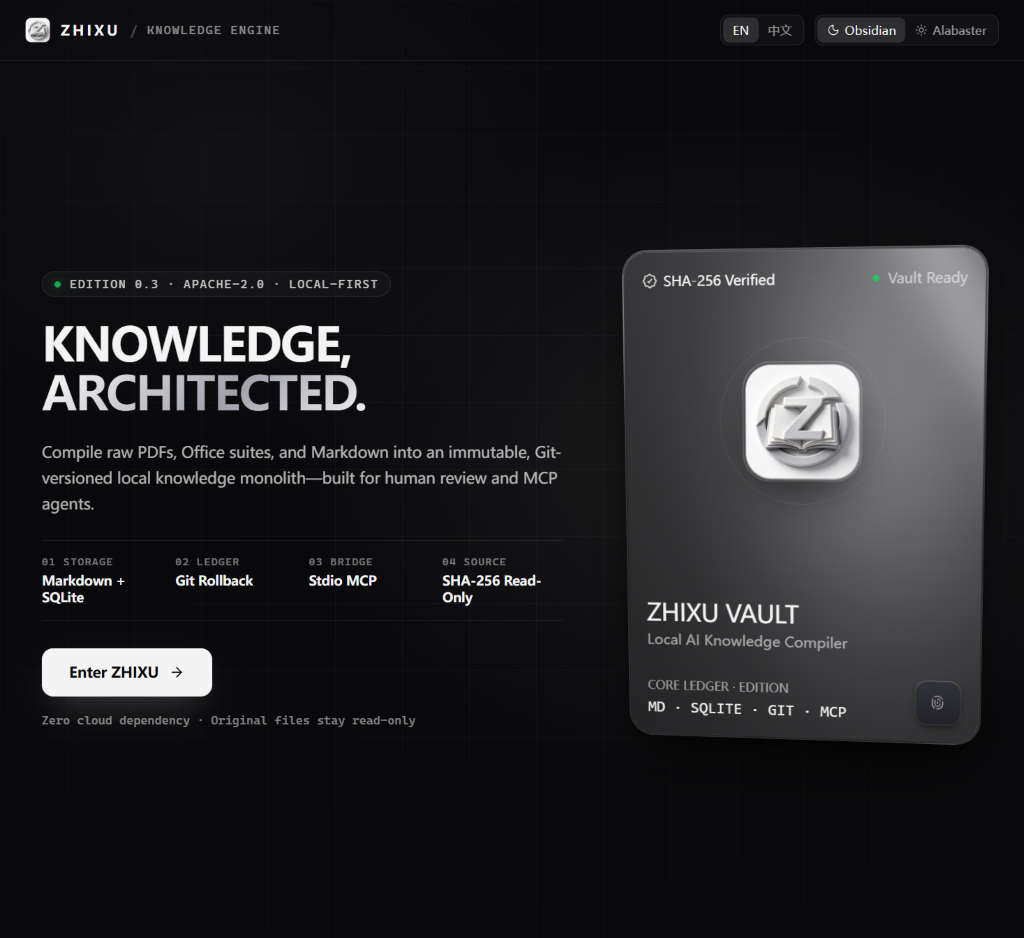 ZHIXU / KNOWLEDGE ENGINE
EN 中文 Obsidian Alabaster
EDITION 0.3 · APACHE-2.0 · LOCAL-FIRST
KNOWLEDGE,
ARCHITECTED.
Compile raw PDFs, Office suites, and Markdown into an immutable, Git-
versioned local knowledge monolith—built for human review and MCP
agents.
01 STORAGE
Markdown +
SQLite
02 LEDGER
Git Rollback
03 BRIDGE
Stdio MCP
04 SOURCE
SHA-256 Read-
Only
Enter ZHIXU →
Zero cloud dependency · Original files stay read-only
SHA-256 Verified
Vault Ready
Z
ZHIXU VAULT
Local AI Knowledge Compiler
CORE LEDGER · EDITION
MD · SQLITE · GIT · MCP